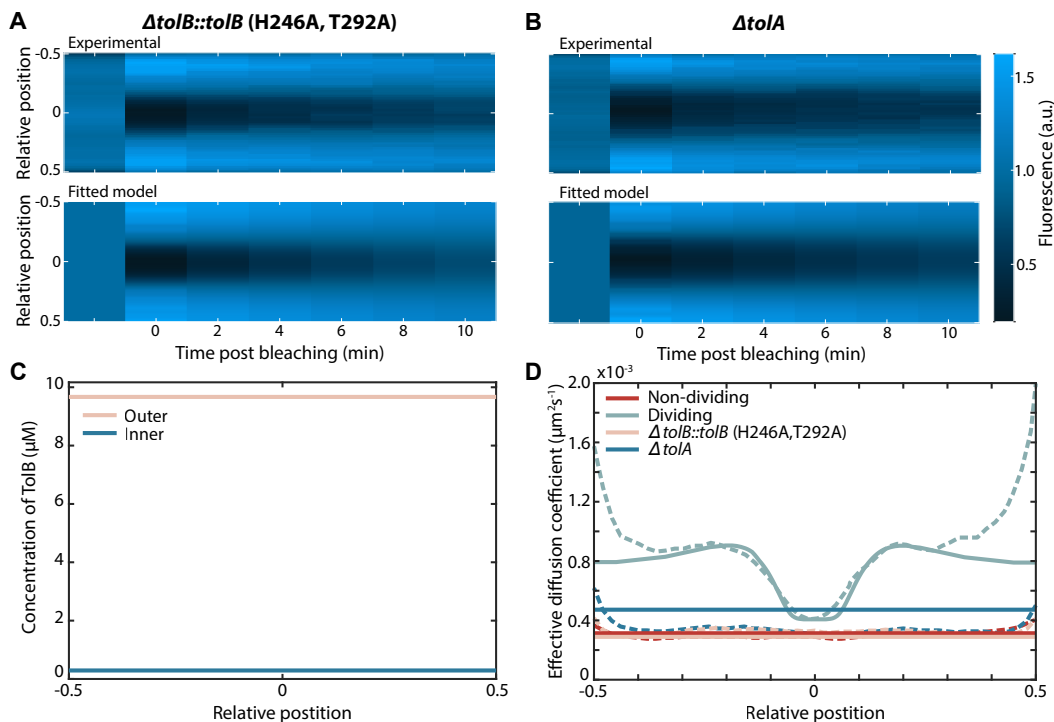 A
ΔtolB::tolB (H246A, T292A)
Experimental
Relative position
-0.5
0
0.5
Fitted model
Relative position
-0.5
0
0.5
0
2
4
6
8
10
Time post bleaching (min)
B
ΔtolA
Experimental
Fitted model
0
2
4
6
8
10
Time post bleaching (min)
1.5
1.0
0.5
Fluorescence (a.u.)
C
Concentration of TolB (μM)
10
8
6
4
2
0
Outer
Inner
-0.5
0
0.5
Relative postition
D
×10⁻³
Effective diffusion coefficient (μm²s⁻¹)
2.0
1.6
1.2
0.8
0.4
0
Non-dividing
Dividing
ΔtolB::tolB (H246A,T292A)
ΔtolA
-0.5
0
0.5
Relative postition